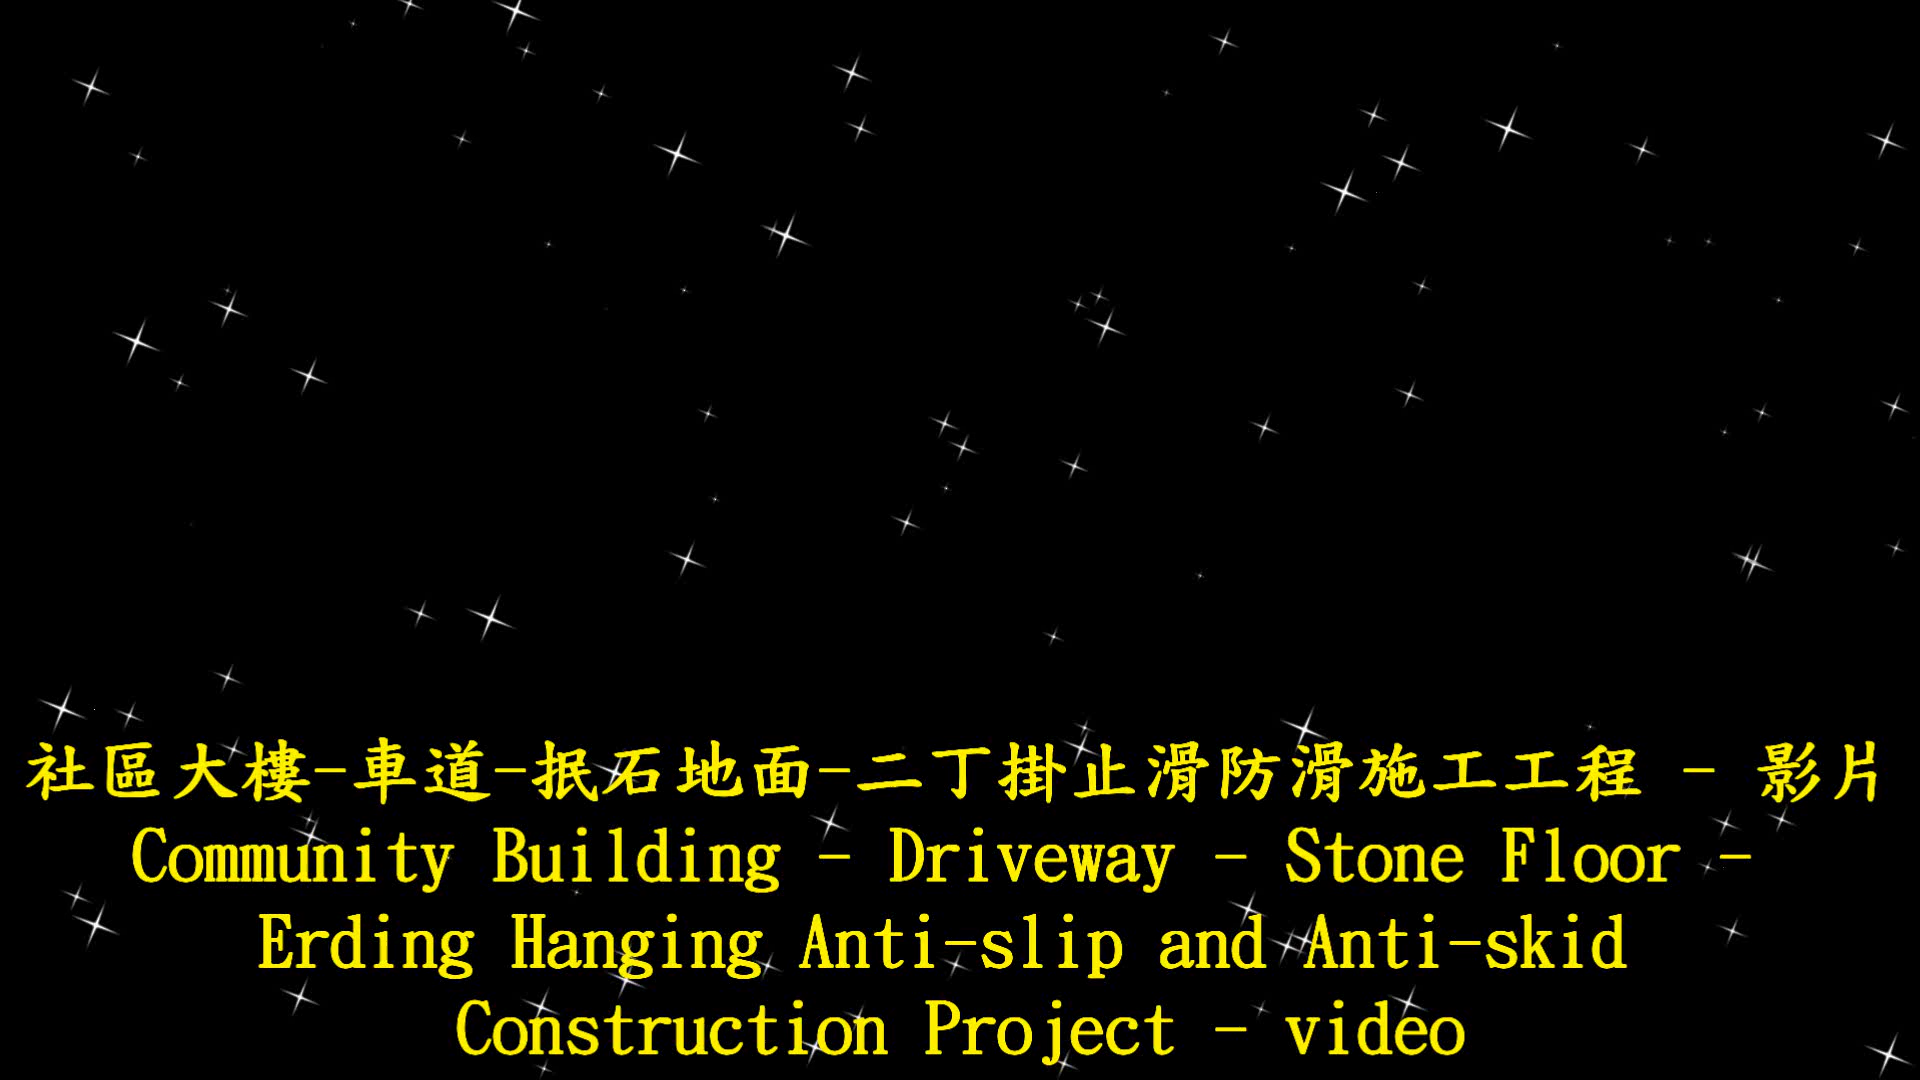 社區大樓-車道-抿石地面-二丁掛止滑防滑施工工程 - 影片
Community Building - Driveway - Stone Floor -
Erding Hanging Anti-slip and Anti-skid
Construction Project - video